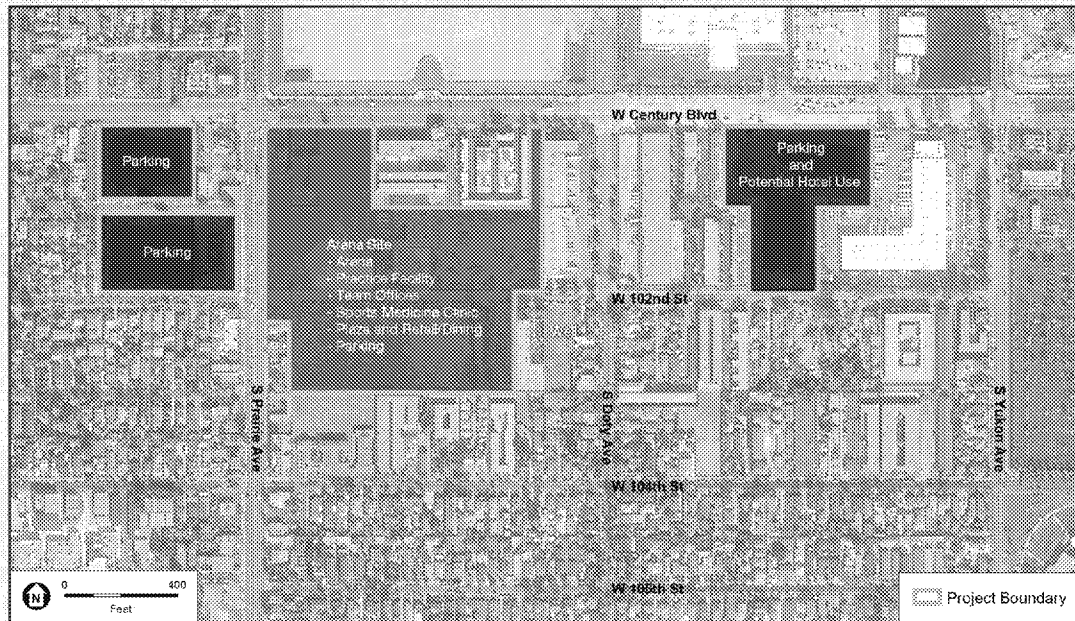 W Century Blvd
Parking
Parking
and
Potential Hotel Use
Parking
Arena Site
- Arena
- Practice Facility
- Team Offices
- Sports Medicine Clinic
- Plaza and Retail/Dining
- Parking
W 102nd St
S Prairie Ave
S Doty Ave
S Yukon Ave
W 104th St
W 105th St
N
0 400
Feet
Project Boundary